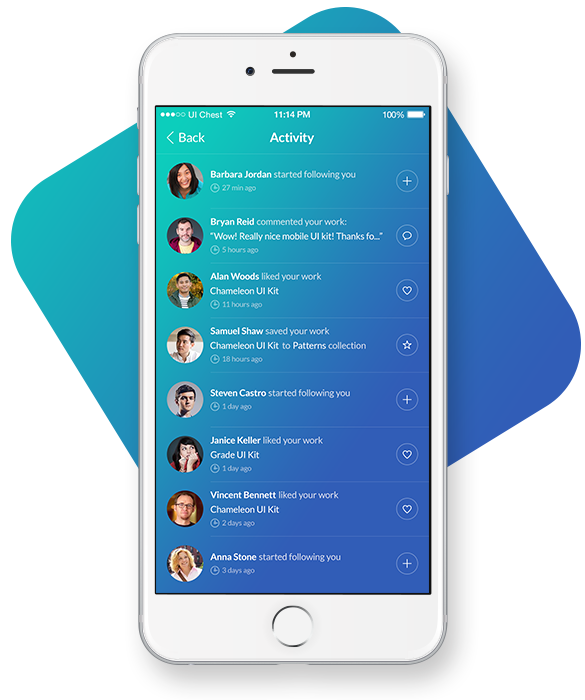 UI Chest 11:14 PM 100%
Back Activity
Barbara Jordan started following you
27 min ago
Bryan Reid commented your work:
“Wow! Really nice mobile UI kit! Thanks fo...”
5 hours ago
Alan Woods liked your work
Chameleon UI Kit
11 hours ago
Samuel Shaw saved your work
Chameleon UI Kit to Patterns collection
18 hours ago
Steven Castro started following you
1 day ago
Janice Keller liked your work
Grade UI Kit
1 day ago
Vincent Bennett liked your work
Chameleon UI Kit
2 days ago
Anna Stone started following you
3 days ago